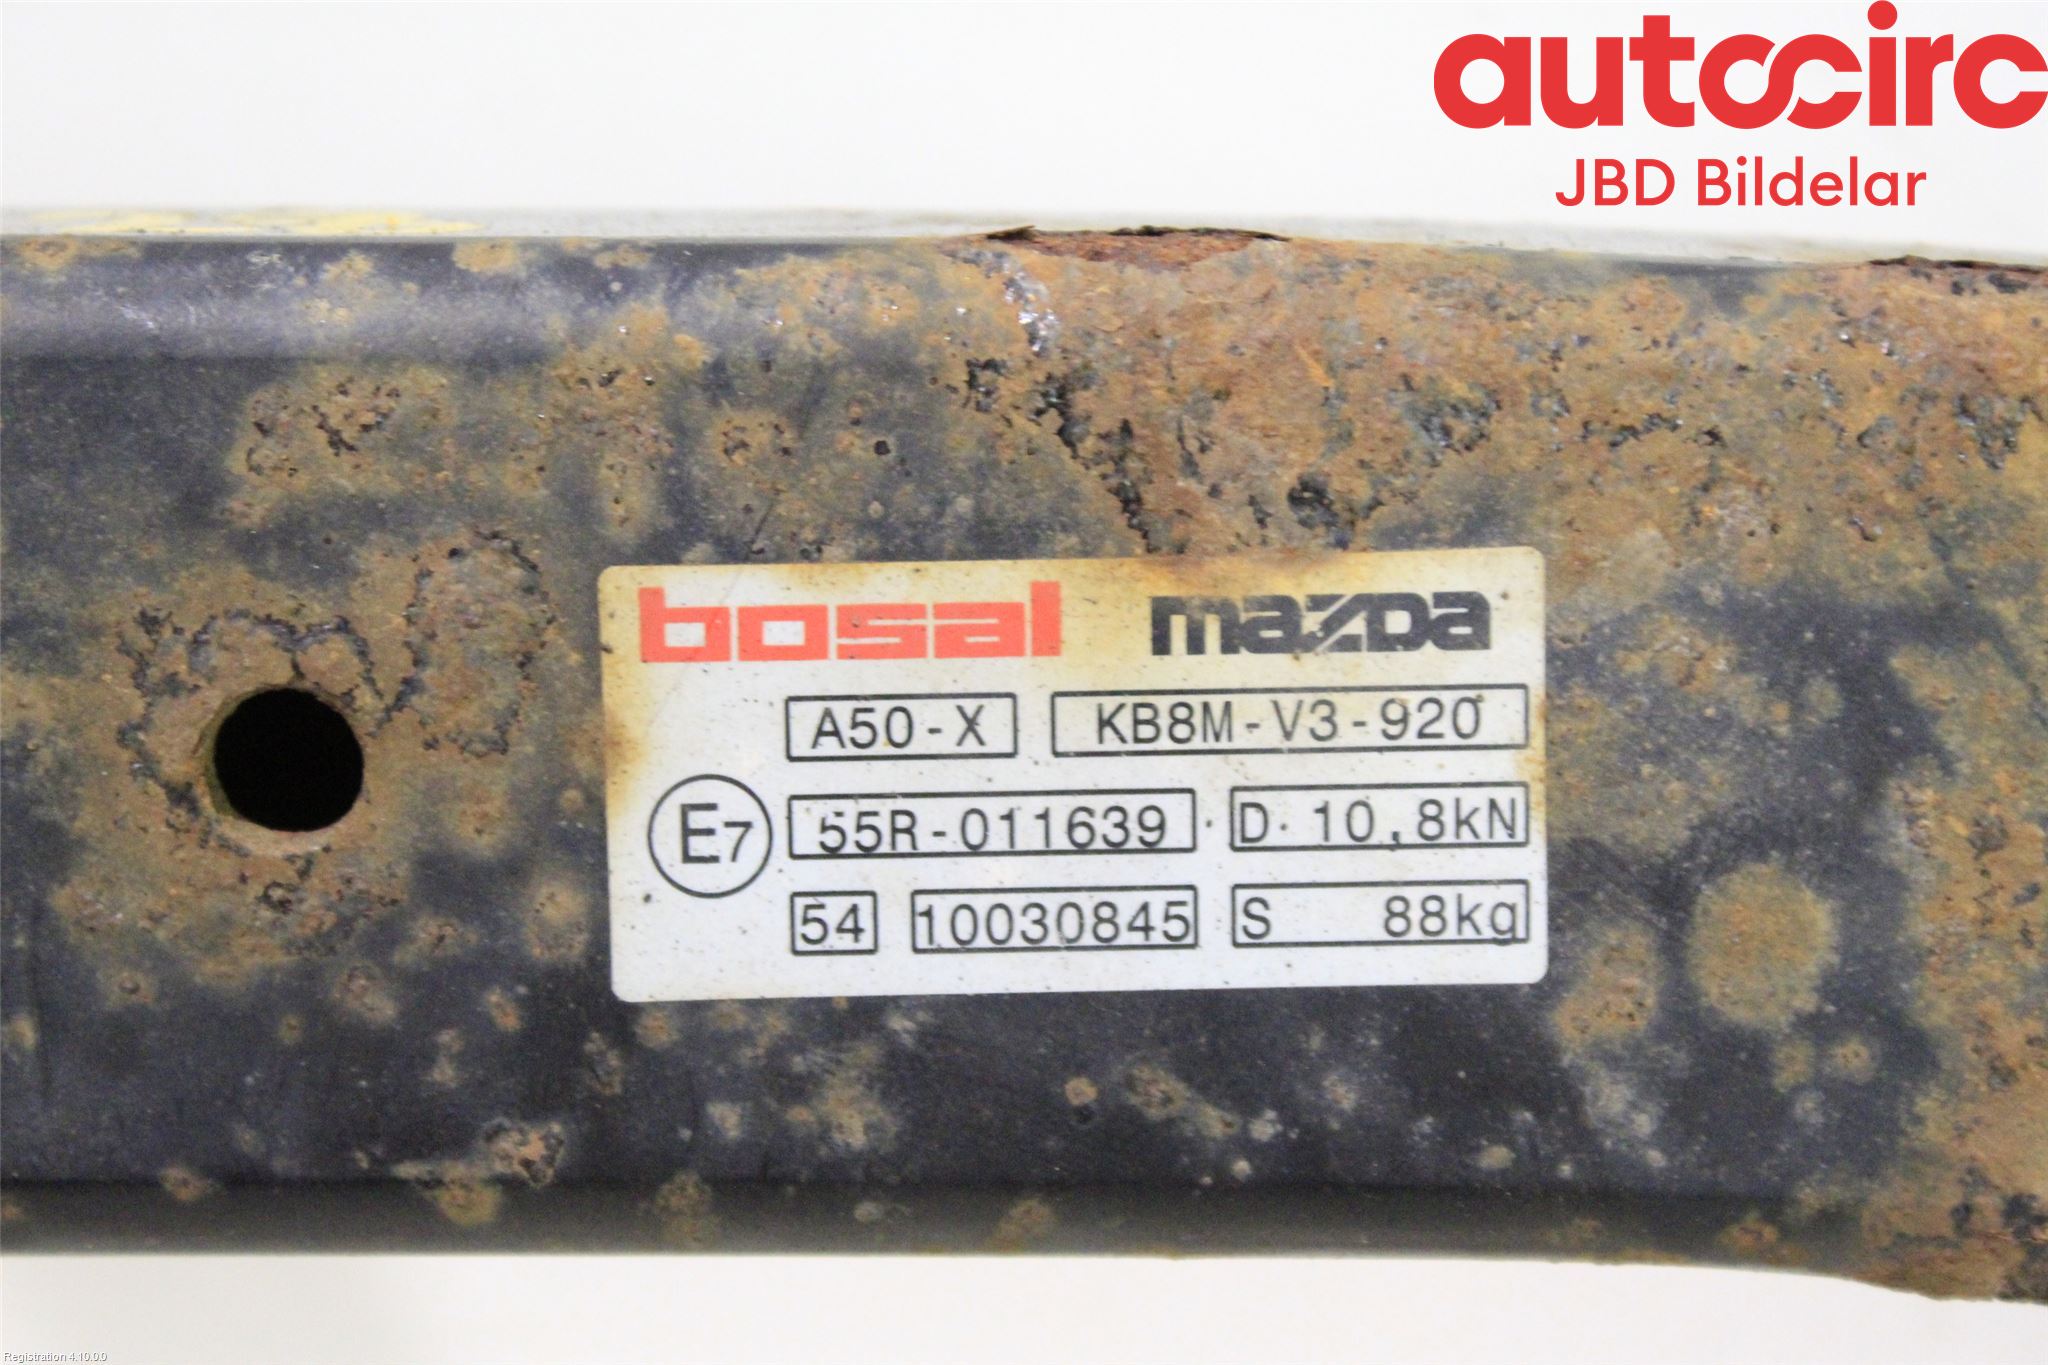 autocirc
JBD Bildelar
bosal mazda
A50-X KB8M-V3-920
E7 55R-011639 D 10,8kN
54 10030845 S 88kg
Registration 4.10.0.0